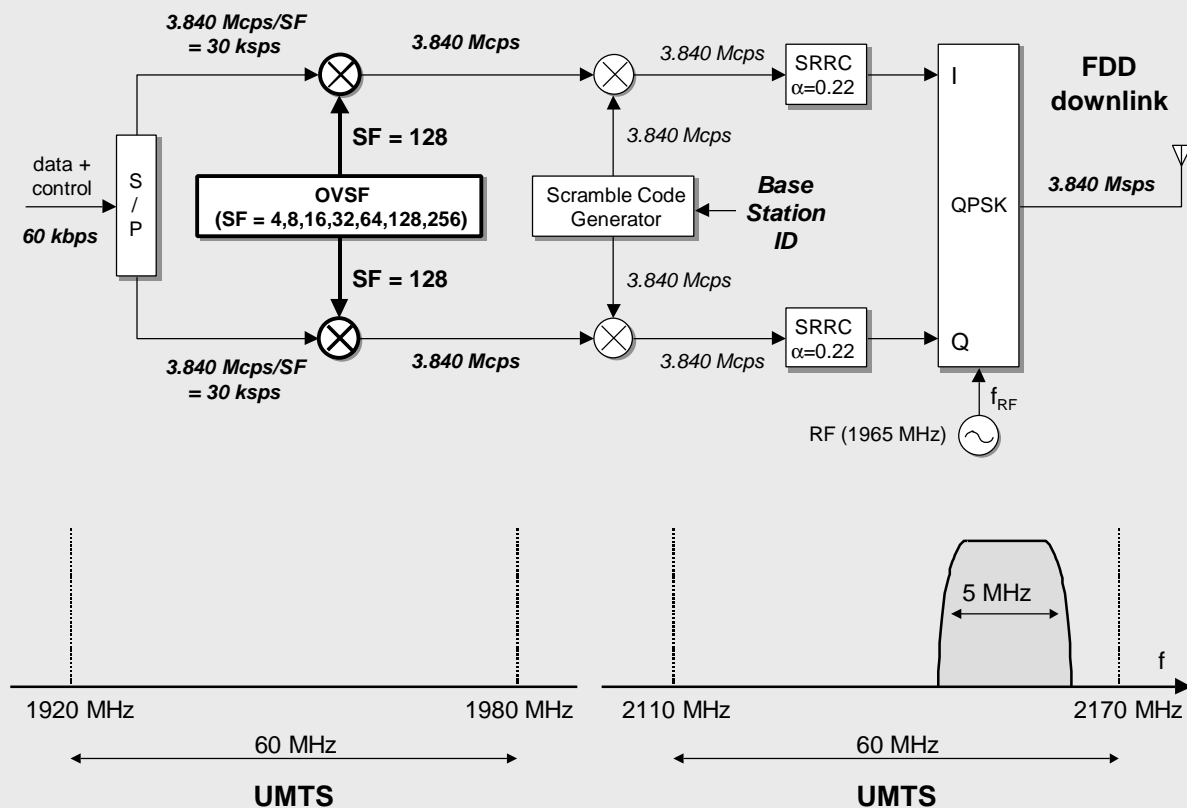 3.840 Mcps/SF
= 30 ksps
3.840 Mcps
3.840 Mcps
SRRC
α=0.22
I
FDD
downlink
SF = 128
3.840 Mcps
data +
control
60 kbps
S
/
P
OVSF
(SF = 4,8,16,32,64,128,256)
Scramble Code
Generator
Base
Station
ID
QPSK
3.840 Msps
SF = 128
3.840 Mcps
3.840 Mcps/SF
= 30 ksps
3.840 Mcps
3.840 Mcps
SRRC
α=0.22
Q
fRF
RF (1965 MHz)
5 MHz
f
1920 MHz
1980 MHz
2110 MHz
2170 MHz
60 MHz
60 MHz
UMTS
UMTS